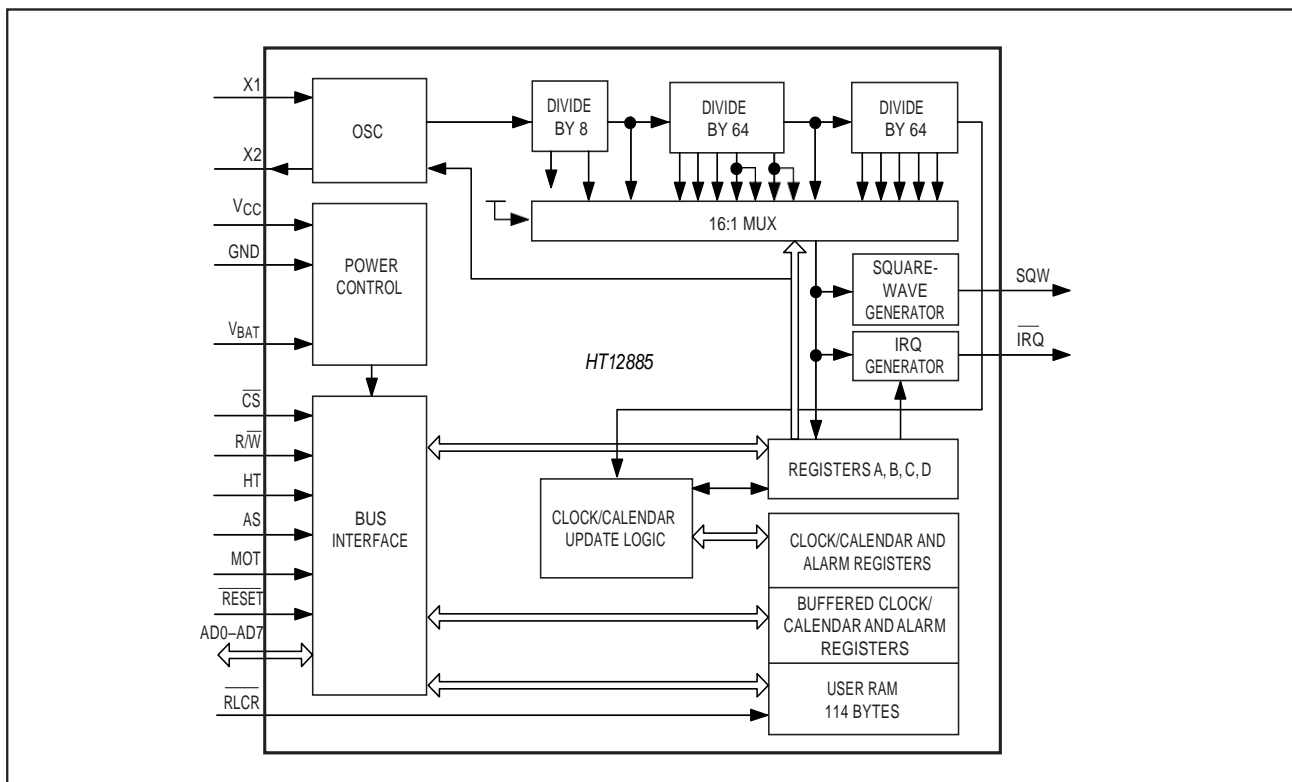 X1
X2
VCC
GND
VBAT
CS
R/W
HT
AS
MOT
RESET
AD0–AD7
RLCR
OSC
POWER
CONTROL
BUS
INTERFACE
DIVIDE
BY 8
DIVIDE
BY 64
DIVIDE
BY 64
16:1 MUX
SQUARE-
WAVE
GENERATOR
SQW
IRQ
GENERATOR
IRQ
HT12885
REGISTERS A, B, C, D
CLOCK/CALENDAR
UPDATE LOGIC
CLOCK/CALENDAR AND
ALARM REGISTERS
BUFFERED CLOCK/
CALENDAR AND ALARM
REGISTERS
USER RAM
114 BYTES